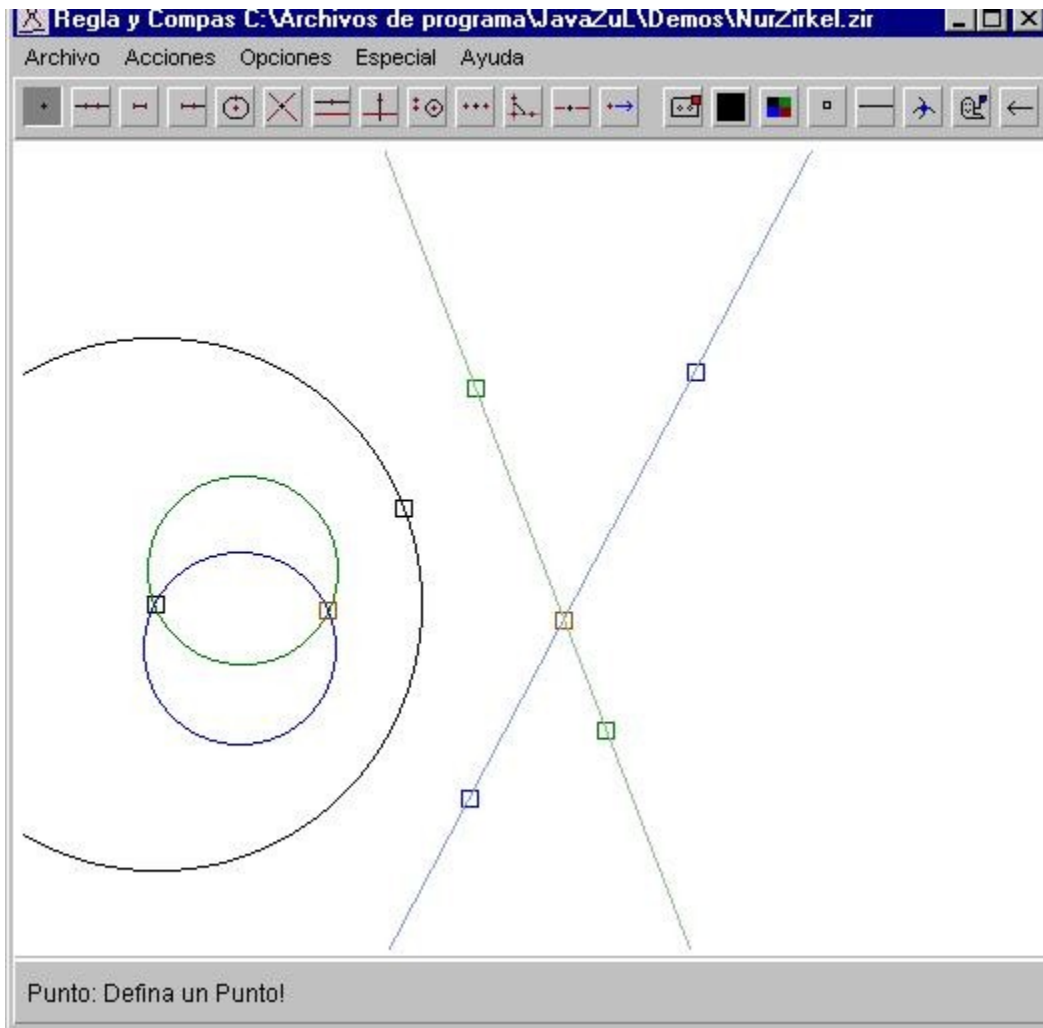 Regla y Compas C:\Archivos de programa\JavaZuL\Demos\NurZirkel.zir
Archivo Acciones Opciones Especial Ayuda
Punto: Defina un Punto!